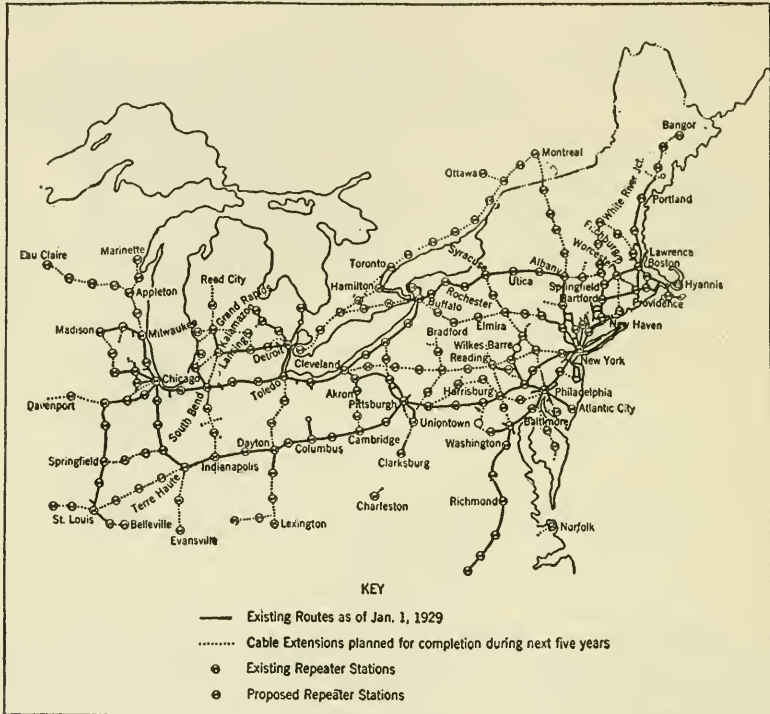 Bangor
Montreal
Ottawa
White River Jct.
Portland
Fitchburg
Toronto
Syracuse
Worcester
Lawrence
Eau Claire
Marinette
Reed City
Hamilton
Albany
Boston
Appleton
Grand Rapids
Rochester
Utica
Springfield
Hyannis
Buffalo
Hartford
Providence
Kalamazoo
Bradford
Elmira
New Haven
Madison
Milwaukee
Lansing
Detroit
Wilkes-Barre
Cleveland
Reading
New York
Chicago
Toledo
Akron
Harrisburg
Philadelphia
Davenport
South Bend
Pittsburgh
Atlantic City
Uniontown
Baltimore
Dayton
Columbus
Cambridge
Washington
Springfield
Indianapolis
Clarksburg
Terre Haute
Richmond
Charleston
St. Louis
Belleville
Evansville
Lexington
Norfolk
KEY
Existing Routes as of Jan. 1, 1929
Cable Extensions planned for completion during next five years
Existing Repeater Stations
Proposed Repeater Stations